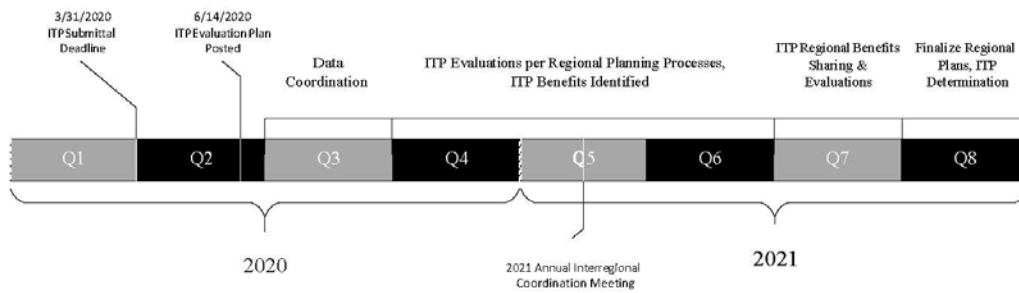 3/31/2020
ITP Submittal
Deadline
6/14/2020
ITP Evaluation Plan
Posted
Data
Coordination
ITP Evaluations per Regional Planning Processes,
ITP Benefits Identified
ITP Regional Benefits
Sharing &
Evaluations
Finalize Regional
Plans, ITP
Determination
Q1
Q2
Q3
Q4
Q5
Q6
Q7
Q8
2020
2021 Annual Interregional
Coordination Meeting
2021